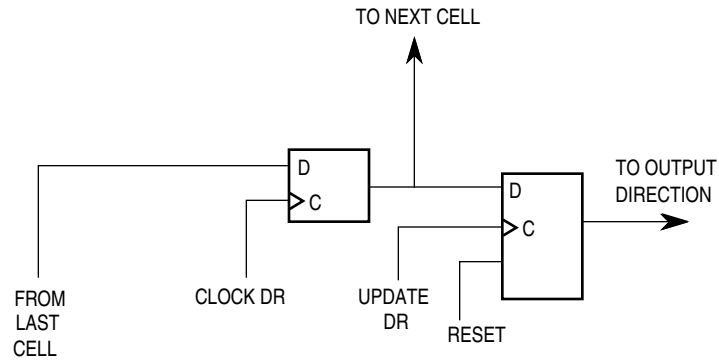 TO NEXT CELL
D
C
TO OUTPUT
DIRECTION
D
C
FROM
LAST
CELL
CLOCK DR
UPDATE
DR
RESET